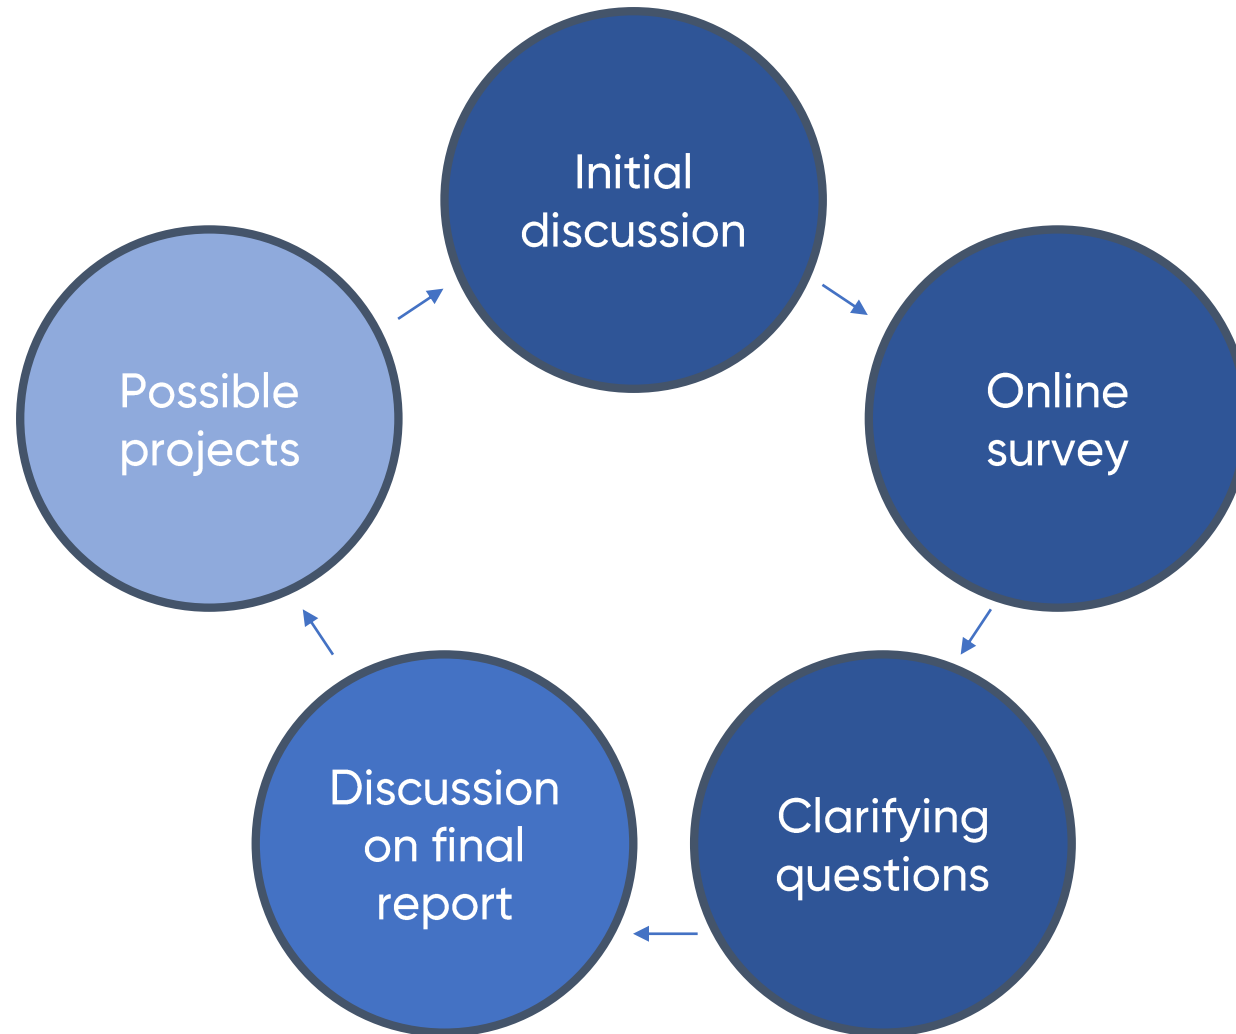 Initial
discussion
Online
survey
Clarifying
questions
Discussion
on final
report
Possible
projects